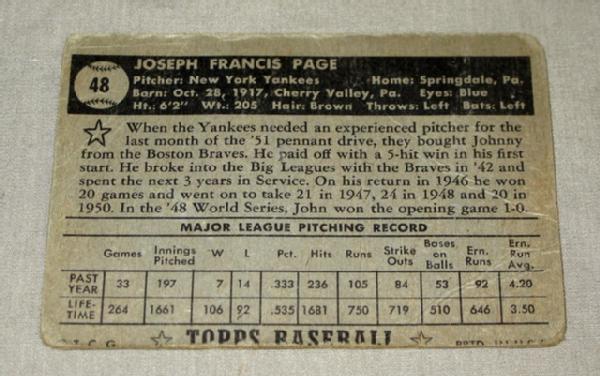 48
JOSEPH FRANCIS PAGE
Pitcher: New York Yankees Home: Springdale, Pa.
Born: Oct. 28, 1917, Cherry Valley, Pa. Eyes: Blue
Ht.: 6'2" Wt.: 205 Hair: Brown Throws: Left Bats: Left
When the Yankees needed an experienced pitcher for the
last month of the '51 pennant drive, they bought Johnny
from the Boston Braves. He paid off with a 5-hit win in his first
start. He broke into the Big Leagues with the Braves in '42 and
spent the next 3 years in Service. On his return in 1946 he won
20 games and went on to take 21 in 1947, 24 in 1948 and 20 in
1950. In the '48 World Series, John won the opening game 1-0.
MAJOR LEAGUE PITCHING RECORD
Games Innings Pitched W L Pct. Hits Runs Strike Outs Bases on Balls Ern. Runs Ern. Run Avg.
PAST YEAR 33 197 7 14 .333 236 105 84 53 92 4.20
LIFE-TIME 264 1661 106 92 .535 1681 750 719 510 646 3.50
TOPPS BASEBALL